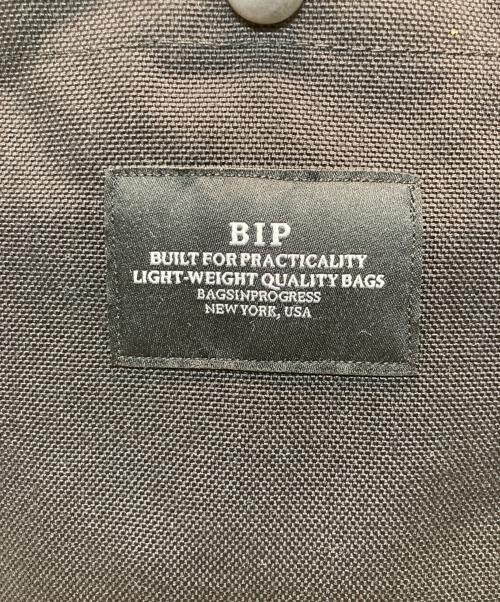 BIP
BUILT FOR PRACTICALITY
LIGHT-WEIGHT QUALITY BAGS
BAGSINPROGRESS
NEW YORK, USA